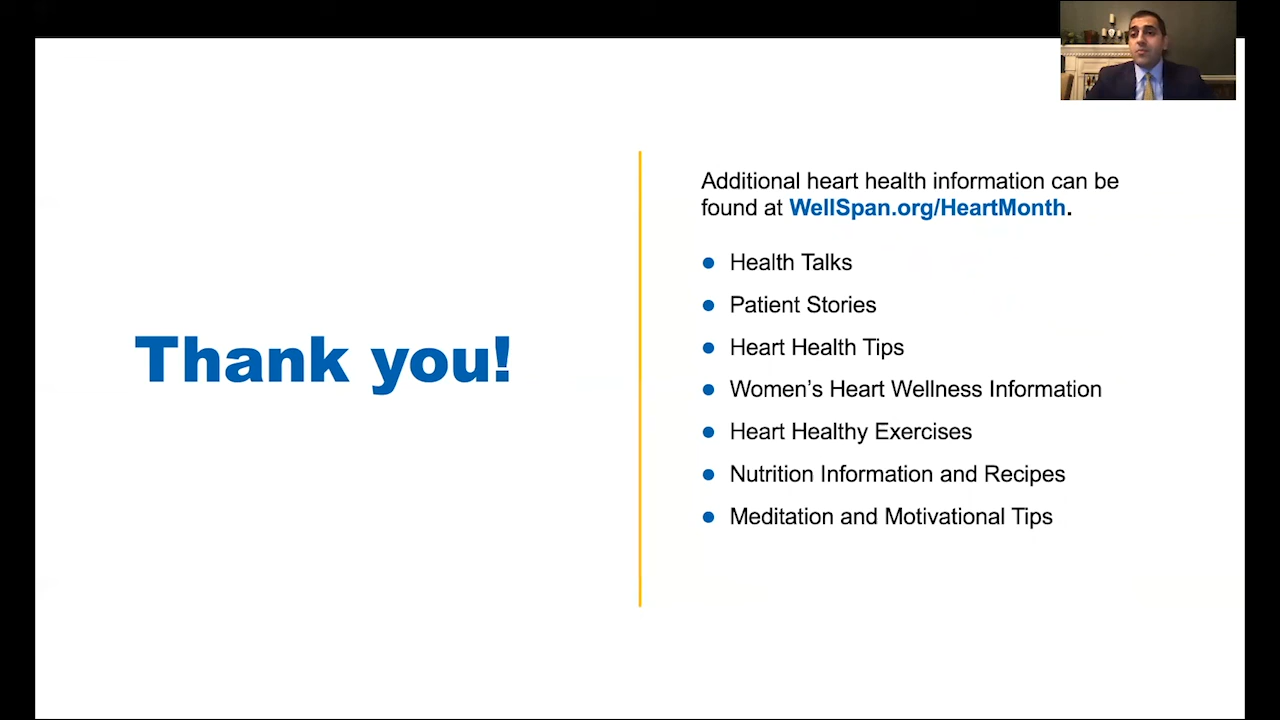 Thank you!
Additional heart health information can be
found at WellSpan.org/HeartMonth.
Health Talks
Patient Stories
Heart Health Tips
Women’s Heart Wellness Information
Heart Healthy Exercises
Nutrition Information and Recipes
Meditation and Motivational Tips